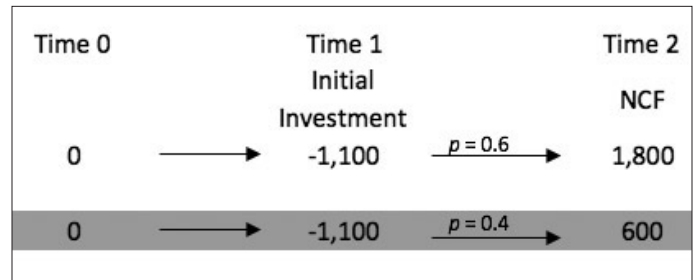 Time 0 Time 1 Time 2
Initial
Investment
NCF
0 -1,100 p = 0.6 1,800
0 -1,100 p = 0.4 600